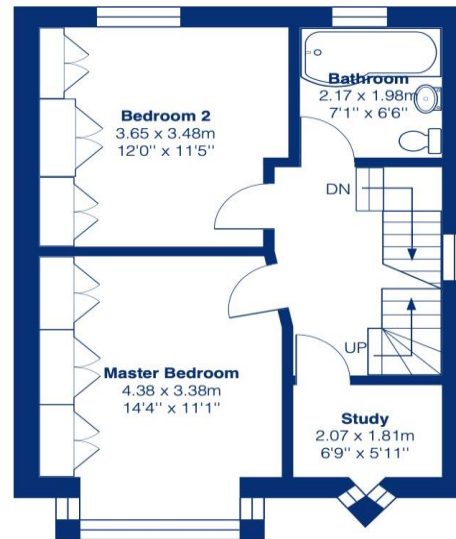 Bathroom
2.17 x 1.98m
7'1" x 6'6"
Bedroom 2
3.65 x 3.48m
12'0" x 11'5"
DN
UP
Master Bedroom
4.38 x 3.38m
14'4" x 11'1"
Study
2.07 x 1.81m
6'9" x 5'11"